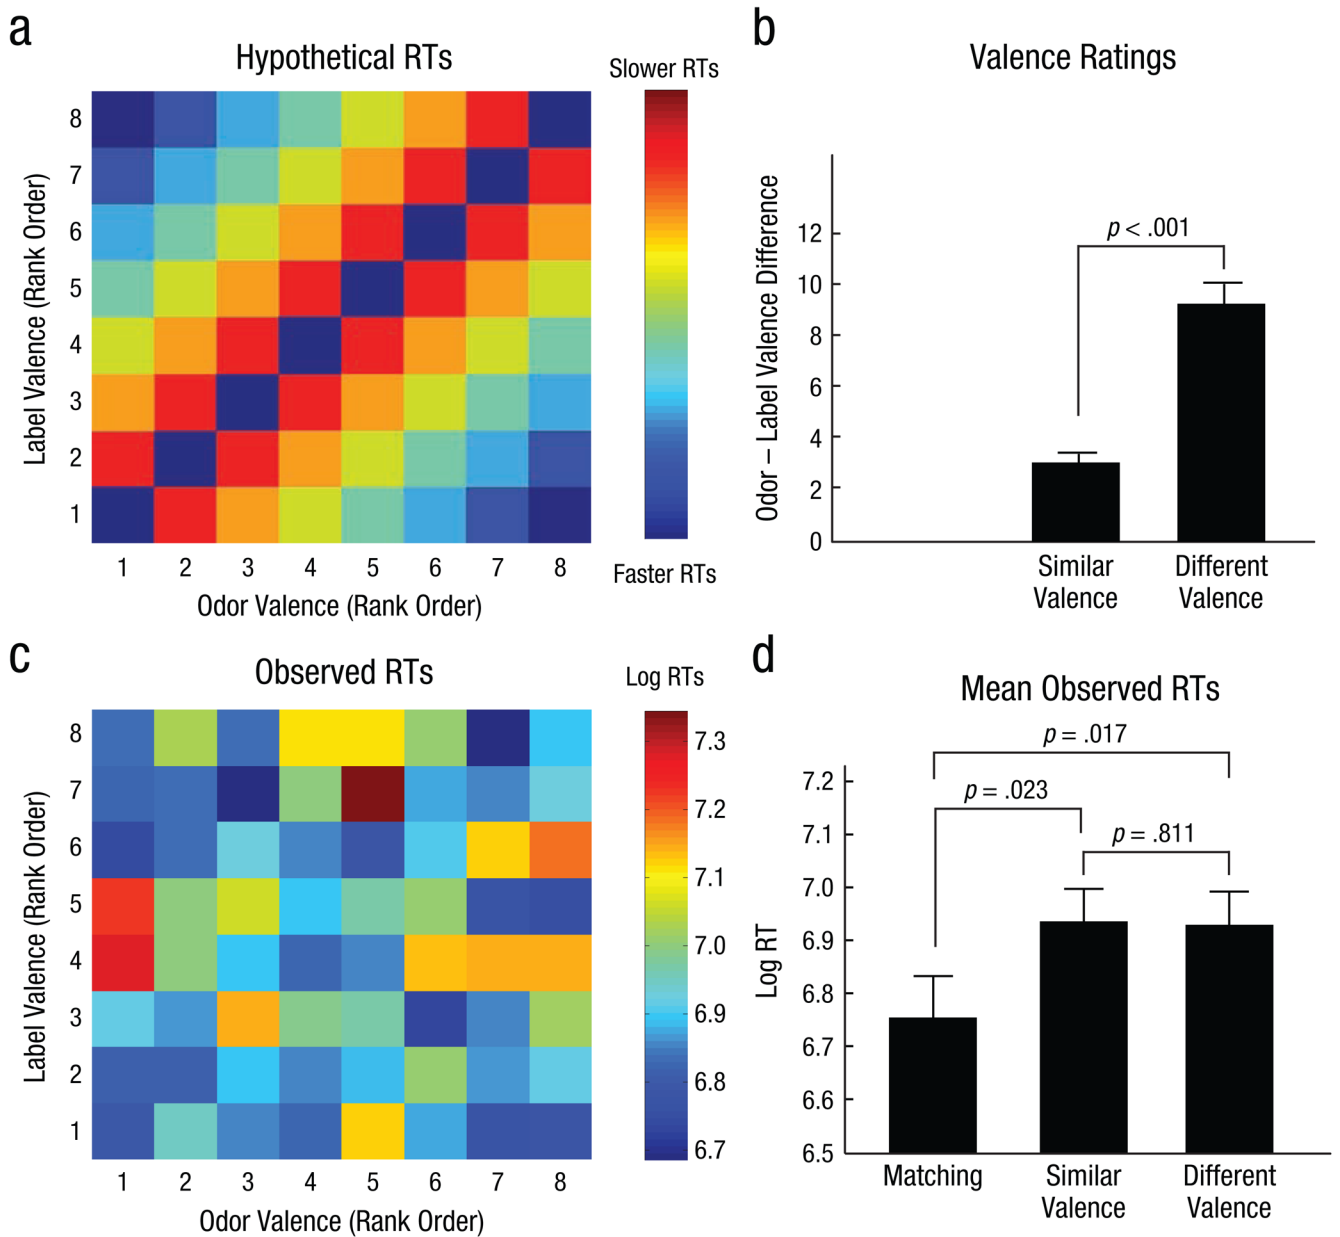 a
Hypothetical RTs
Slower RTs
Label Valence (Rank Order)
8
7
6
5
4
3
2
1
1 2 3 4 5 6 7 8
Odor Valence (Rank Order)
Faster RTs
b
Valence Ratings
Odor – Label Valence Difference
12
10
8
6
4
2
0
p < .001
Similar Valence
Different Valence
c
Observed RTs
Log RTs
Label Valence (Rank Order)
8
7
6
5
4
3
2
1
1 2 3 4 5 6 7 8
Odor Valence (Rank Order)
7.3
7.2
7.1
7.0
6.9
6.8
6.7
d
Mean Observed RTs
Log RT
7.2
7.1
7.0
6.9
6.8
6.7
6.6
6.5
p = .017
p = .023
p = .811
Matching
Similar Valence
Different Valence